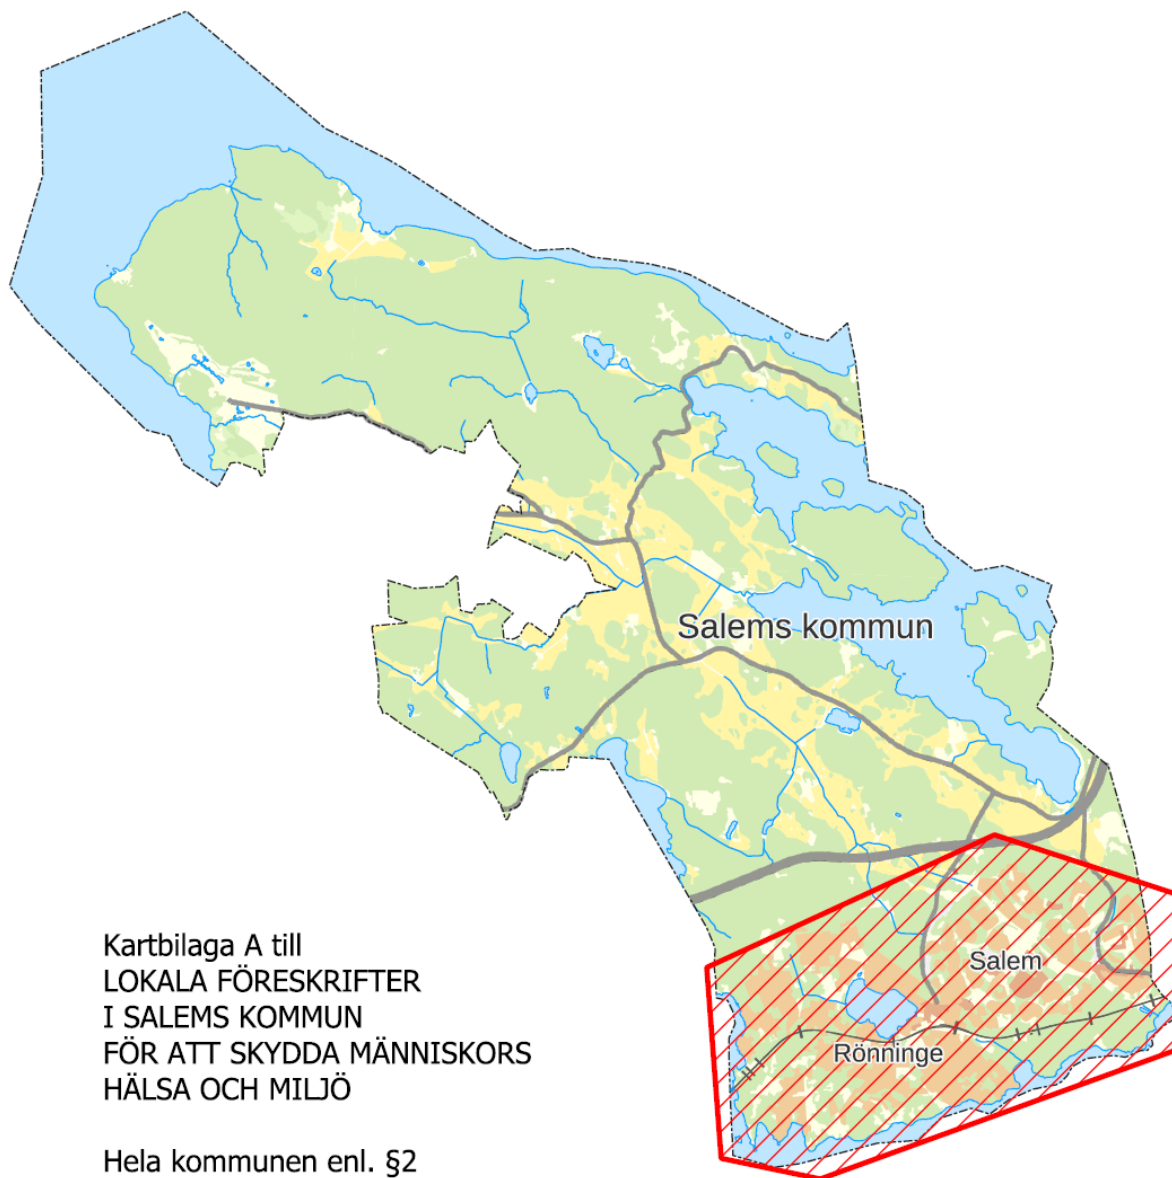 Salems kommun
Salem
Rönninge
Kartbilaga A till
LOKALA FÖRESKRIFTER
I SALEMS KOMMUN
FÖR ATT SKYDDA MÄNNISKORS
HÄLSA OCH MILJÖ
Hela kommunen enl. §2